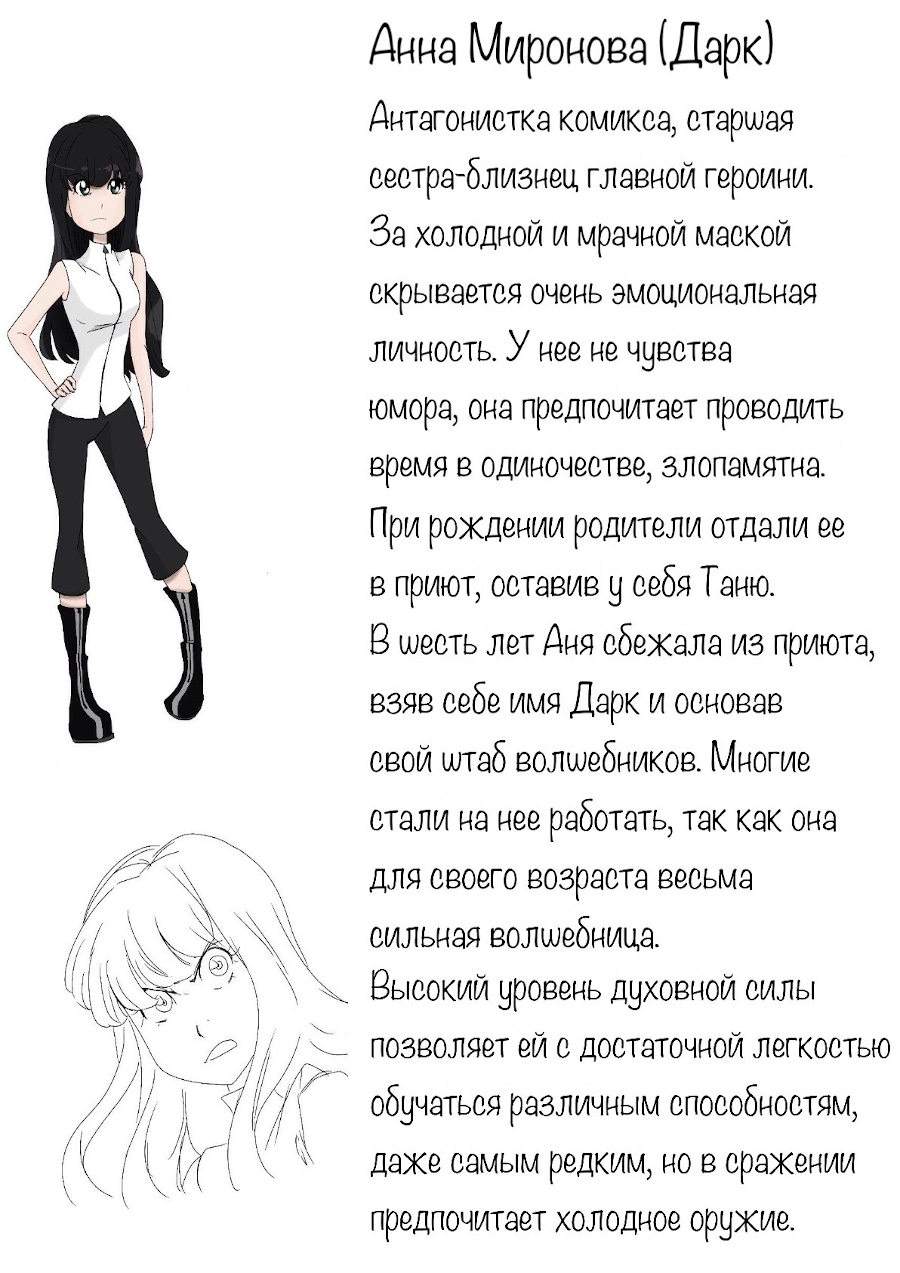 Анна Миронова (Дарк)
Антагонистка комикса, старшая
сестра-близнец главной героини.
За холодной и мрачной маской
скрывается очень эмоциональная
личность. У нее не чувства
юмора, она предпочитает проводить
время в одиночестве, злопамятна.
При рождении родители отдали ее
в приют, оставив у себя Таню.
В шесть лет Аня сбежала из приюта,
взяв себе имя Дарк и основав
свой штаб волшебников. Многие
стали на нее работать, так как она
для своего возраста весьма
сильная волшебница.
Высокий уровень духовной силы
позволяет ей с достаточной легкостью
обучаться различным способностям,
даже самым редким, но в сражении
предпочитает холодное оружие.